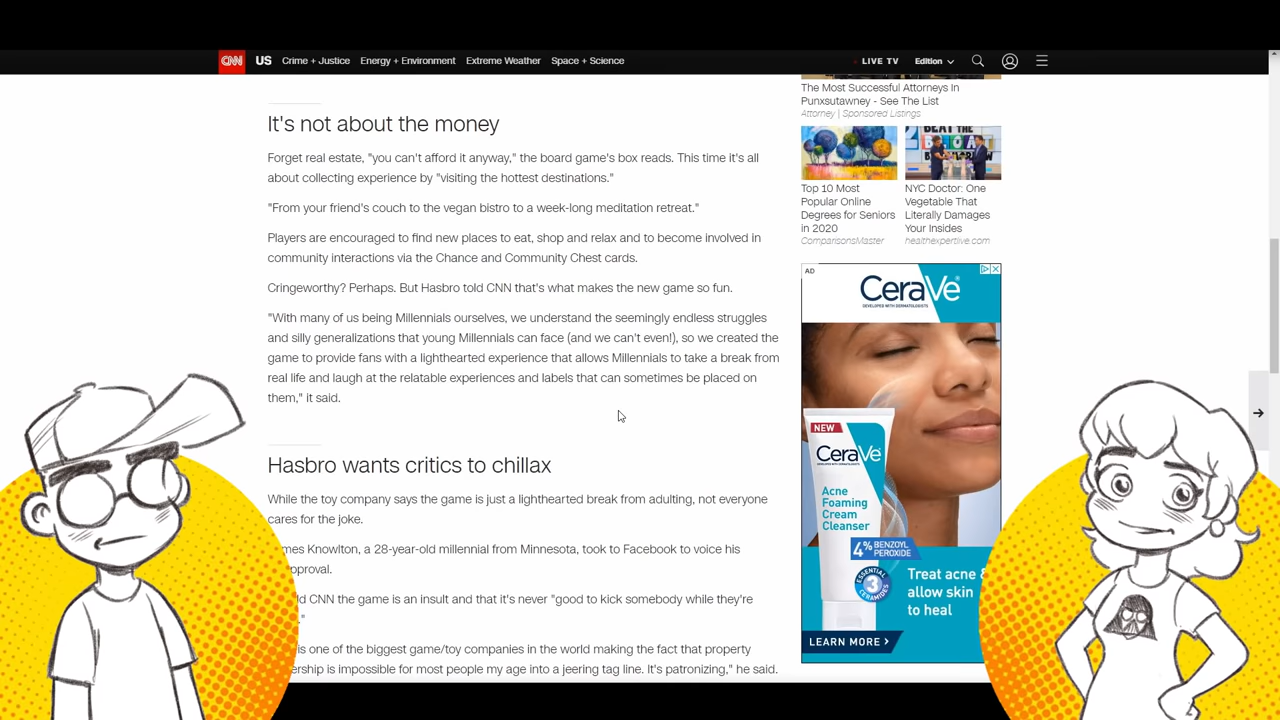 CNN US Crime + Justice Energy + Environment Extreme Weather Space + Science LIVE TV Edition
It's not about the money
Forget real estate, "you can't afford it anyway," the board game's box reads. This time it's all
about collecting experience by "visiting the hottest destinations."
"From your friend's couch to the vegan bistro to a week-long meditation retreat."
Players are encouraged to find new places to eat, shop and relax and to become involved in
community interactions via the Chance and Community Chest cards.
Cringeworthy? Perhaps. But Hasbro told CNN that's what makes the new game so fun.
"With many of us being Millennials ourselves, we understand the seemingly endless struggles
and silly generalizations that young Millennials can face (and we can't even!), so we created the
game to provide fans with a lighthearted experience that allows Millennials to take a break from
real life and laugh at the relatable experiences and labels that can sometimes be placed on
them," it said.
Hasbro wants critics to chillax
While the toy company says the game is just a lighthearted break from adulting, not everyone
cares for the joke.
mes Knowlton, a 28-year-old millennial from Minnesota, took to Facebook to voice his
pproval.
ld CNN the game is an insult and that it's never "good to kick somebody while they're
"
is one of the biggest game/toy companies in the world making the fact that property
ership is impossible for most people my age into a jeering tag line. It's patronizing," he said.
The Most Successful Attorneys In
Punxsutawney - See The List
Attorney | Sponsored Listings
BEAT THE
Top 10 Most
Popular Online
Degrees for Seniors
in 2020
ComparisonsMaster
NYC Doctor: One
Vegetable That
Literally Damages
Your Insides
healthexpertlive.com
AD
CeraVe
DEVELOPED WITH DERMATOLOGISTS
NEW
CeraVe
DEVELOPED WITH DERMATOLOGISTS
Acne
Foaming
Cream
Cleanser
4% BENZOYL
PEROXIDE
ESSENTIAL
3
CERAMIDES
Treat acne &
allow skin
to heal
LEARN MORE >